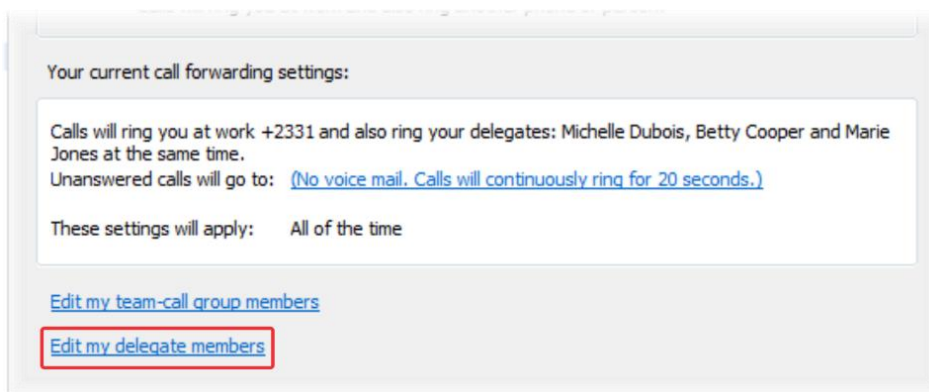 Your current call forwarding settings:
Calls will ring you at work +2331 and also ring your delegates: Michelle Dubois, Betty Cooper and Marie
Jones at the same time.
Unanswered calls will go to: (No voice mail. Calls will continuously ring for 20 seconds.)
These settings will apply: All of the time
Edit my team-call group members
Edit my delegate members